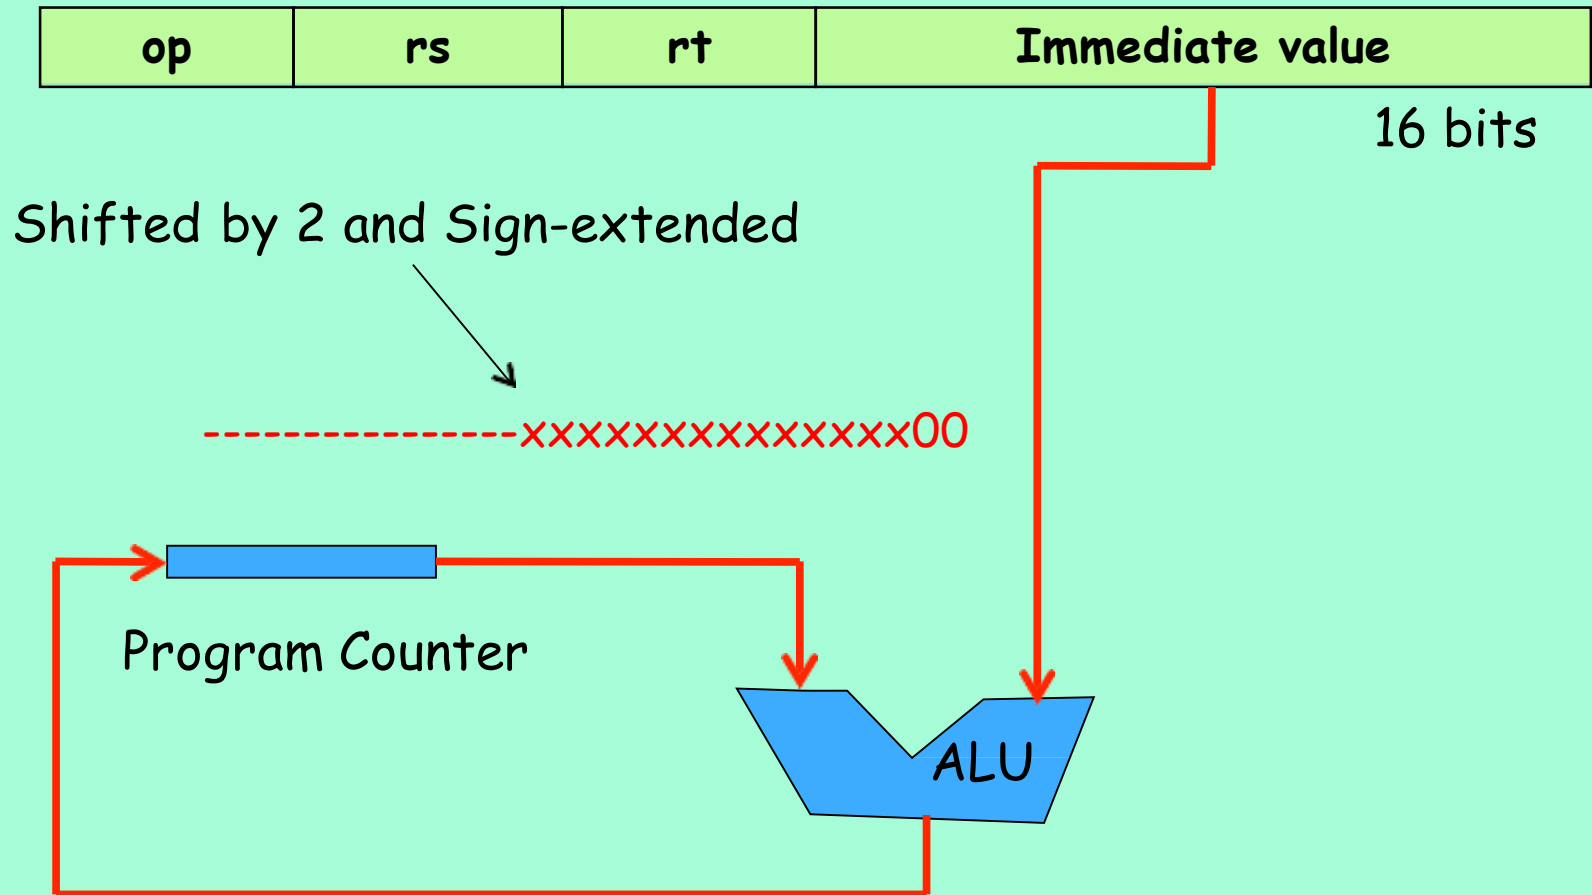 op rs rt Immediate value
16 bits
Shifted by 2 and Sign-extended
----------------xxxxxxxxxxxxxx00
Program Counter
ALU